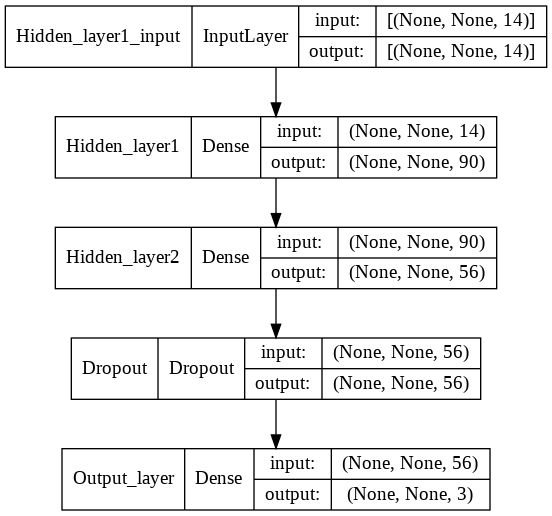 Hidden_layer1_input InputLayer input: [(None, None, 14)]
output: [(None, None, 14)]
Hidden_layer1 Dense input: (None, None, 14)
output: (None, None, 90)
Hidden_layer2 Dense input: (None, None, 90)
output: (None, None, 56)
Dropout Dropout input: (None, None, 56)
output: (None, None, 56)
Output_layer Dense input: (None, None, 56)
output: (None, None, 3)